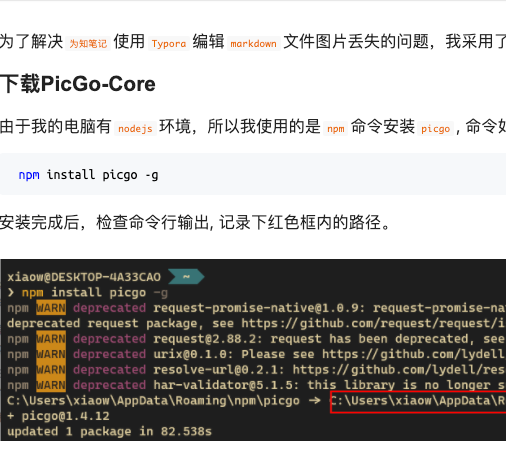 为了解决 为知笔记 使用 Typora 编辑 markdown 文件图片丢失的问题，我采用了
下载PicGo-Core
由于我的电脑有 nodejs 环境，所以我使用的是 npm 命令安装 picgo , 命令如
npm install picgo -g
安装完成后，检查命令行输出, 记录下红色框内的路径。
xiaow@DESKTOP-4A33CAO ~
❯ npm install picgo -g
npm WARN deprecated request-promise-native@1.0.9: request-promise-na
deprecated request package, see https://github.com/request/request/i
npm WARN deprecated request@2.88.2: request has been deprecated, see
npm WARN deprecated urix@0.1.0: Please see https://github.com/lydell
npm WARN deprecated resolve-url@0.2.1: https://github.com/lydell/res
npm WARN deprecated har-validator@5.1.5: this library is no longer s
C:\Users\xiaow\AppData\Roaming\npm\picgo → C:\Users\xiaow\AppData\R
+ picgo@1.4.12
updated 1 package in 82.538s